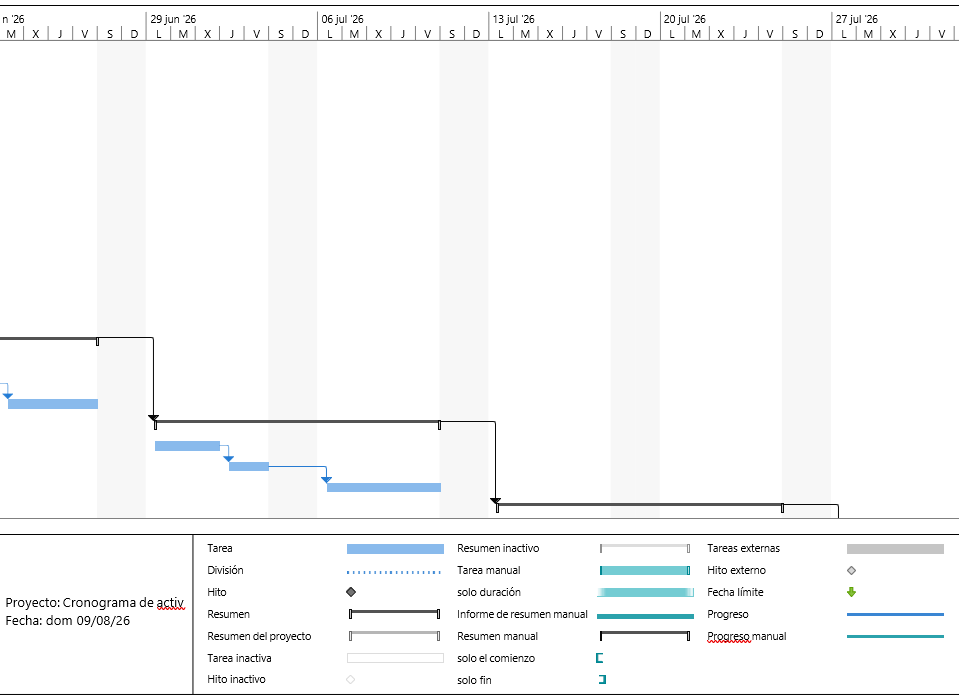 n '26 29 jun '26 06 jul '26 13 jul '26 20 jul '26 27 jul '26
M X J V S D L M X J V S D L M X J V S D L M X J V S D L M X J V S D L M X J V
Tarea Resumen inactivo Tareas externas
División Tarea manual Hito externo
Hito solo duración Fecha límite
Resumen Informe de resumen manual Progreso
Resumen del proyecto Resumen manual Progreso manual
Tarea inactiva solo el comienzo
Hito inactivo solo fin
Proyecto: Cronograma de activ
Fecha: dom 09/08/26